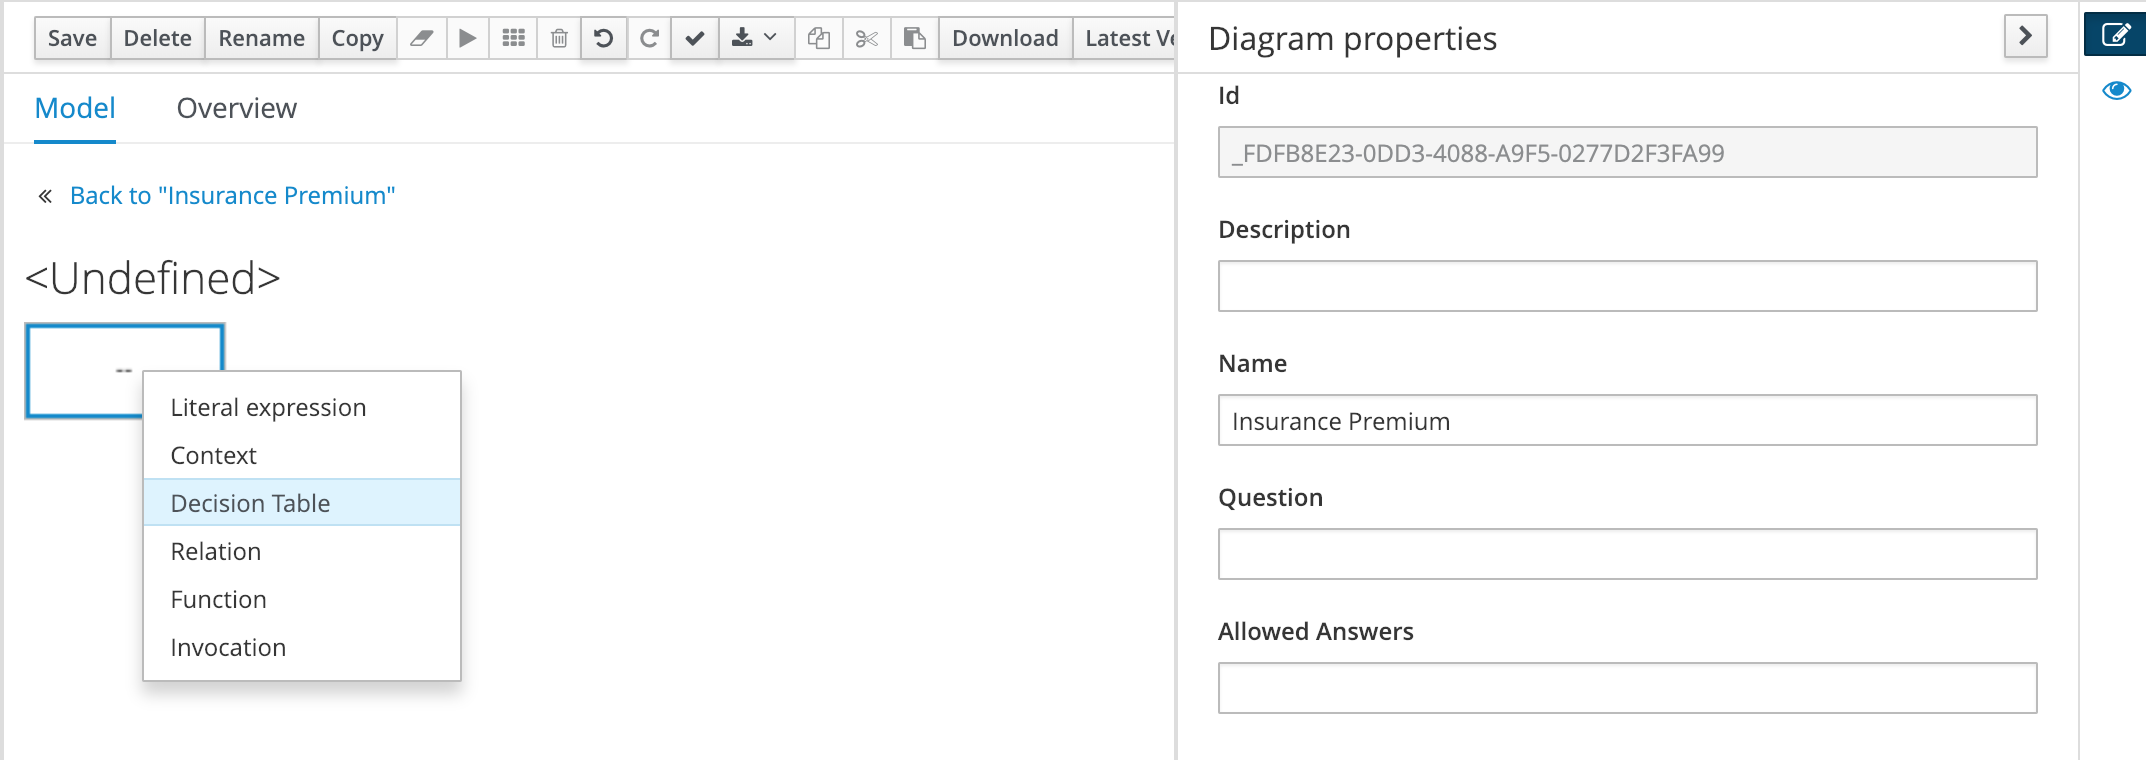 Save Delete Rename Copy Download Latest Ve
Model Overview
« Back to "Insurance Premium"
<Undefined>
--
Literal expression
Context
Decision Table
Relation
Function
Invocation
Diagram properties
Id
_FDFB8E23-0DD3-4088-A9F5-0277D2F3FA99
Description
Name
Insurance Premium
Question
Allowed Answers